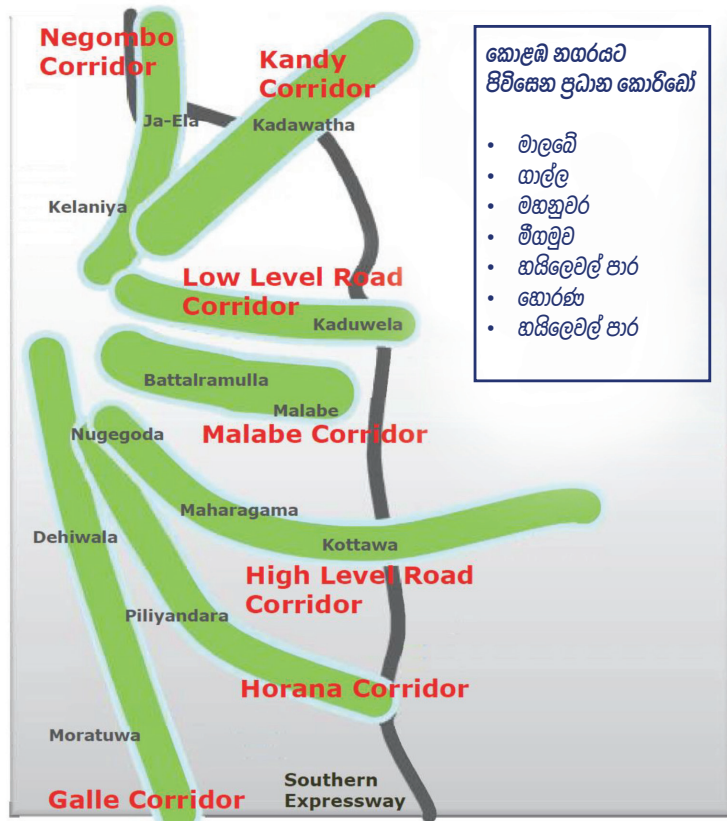 Negombo
Corridor
Kandy
Corridor
Ja-Ela
Kadawatha
Kelaniya
Low Level Road
Corridor
Kaduwela
Battalramulla
Malabe
Malabe Corridor
Nugegoda
Maharagama
Dehiwala
Kottawa
High Level Road
Corridor
Piliyandara
Horana Corridor
Moratuwa
Southern
Expressway
Galle Corridor
කොළඹ නගරයට
පිවිසෙන ප්‍රධාන කොරිඩෝ
• මාලබේ
• ගාල්ල
• මහනුවර
• මීගමුව
• හයිලෙවල් පාර
• හොරණ
• හයිලෙවල් පාර